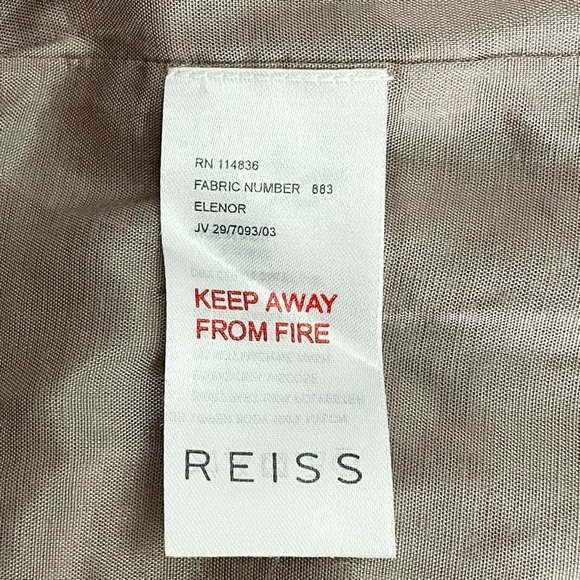 RN 114836
FABRIC NUMBER 883
ELENOR
JV 29/7093/03
KEEP AWAY
FROM FIRE
REISS